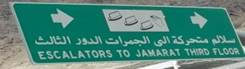 سلالم متحركة الى الجمرات الدور الثالث
ESCALATORS TO JAMARAT THIRD FLOOR